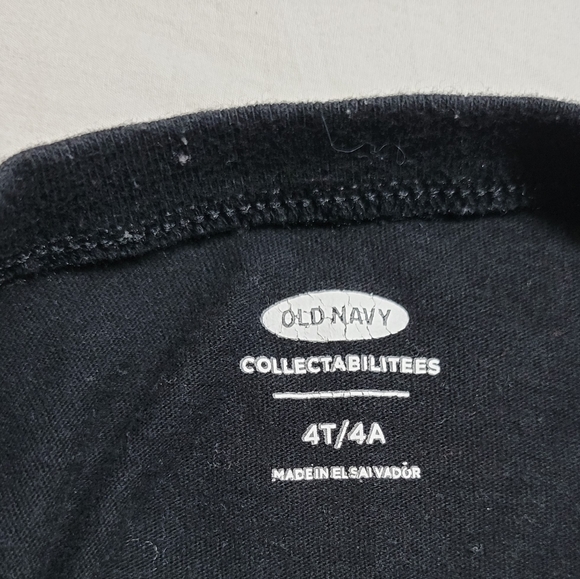 OLD NAVY
COLLECTABILITEES
4T/4A
MADE IN EL SALVADOR